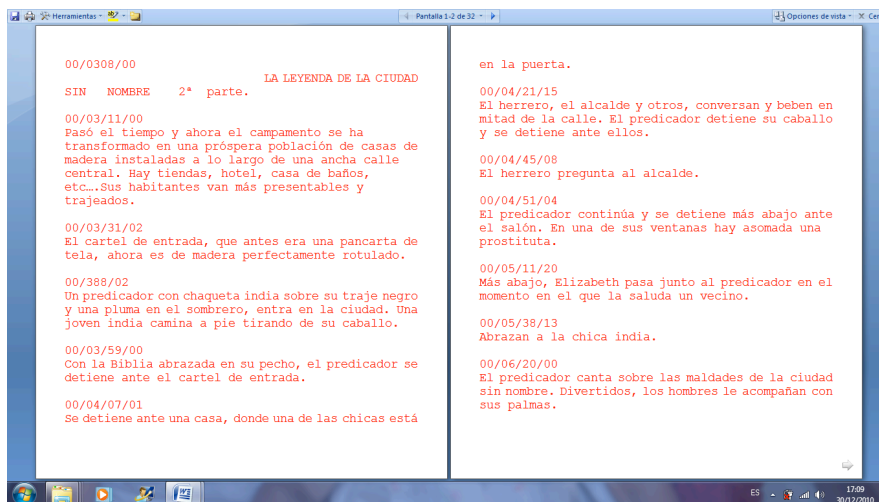 Herramientas
Pantalla 1-2 de 32
Opciones de vista
Cer
00/0308/00
LA LEYENDA DE LA CIUDAD
SIN NOMBRE 2ª parte.
00/03/11/00
Pasó el tiempo y ahora el campamento se ha
transformado en una próspera población de casas de
madera instaladas a lo largo de una ancha calle
central. Hay tiendas, hotel, casa de baños,
etc….Sus habitantes van más presentables y
trajeados.
00/03/31/02
El cartel de entrada, que antes era una pancarta de
tela, ahora es de madera perfectamente rotulado.
00/388/02
Un predicador con chaqueta india sobre su traje negro
y una pluma en el sombrero, entra en la ciudad. Una
joven india camina a pie tirando de su caballo.
00/03/59/00
Con la Biblia abrazada en su pecho, el predicador se
detiene ante el cartel de entrada.
00/04/07/01
Se detiene ante una casa, donde una de las chicas está
en la puerta.
00/04/21/15
El herrero, el alcalde y otros, conversan y beben en
mitad de la calle. El predicador detiene su caballo
y se detiene ante ellos.
00/04/45/08
El herrero pregunta al alcalde.
00/04/51/04
El predicador continúa y se detiene más abajo ante
el salón. En una de sus ventanas hay asomada una
prostituta.
00/05/11/20
Más abajo, Elizabeth pasa junto al predicador en el
momento en el que la saluda un vecino.
00/05/38/13
Abrazan a la chica india.
00/06/20/00
El predicador canta sobre las maldades de la ciudad
sin nombre. Divertidos, los hombres le acompañan con
sus palmas.
ES
17:09
30/12/2010